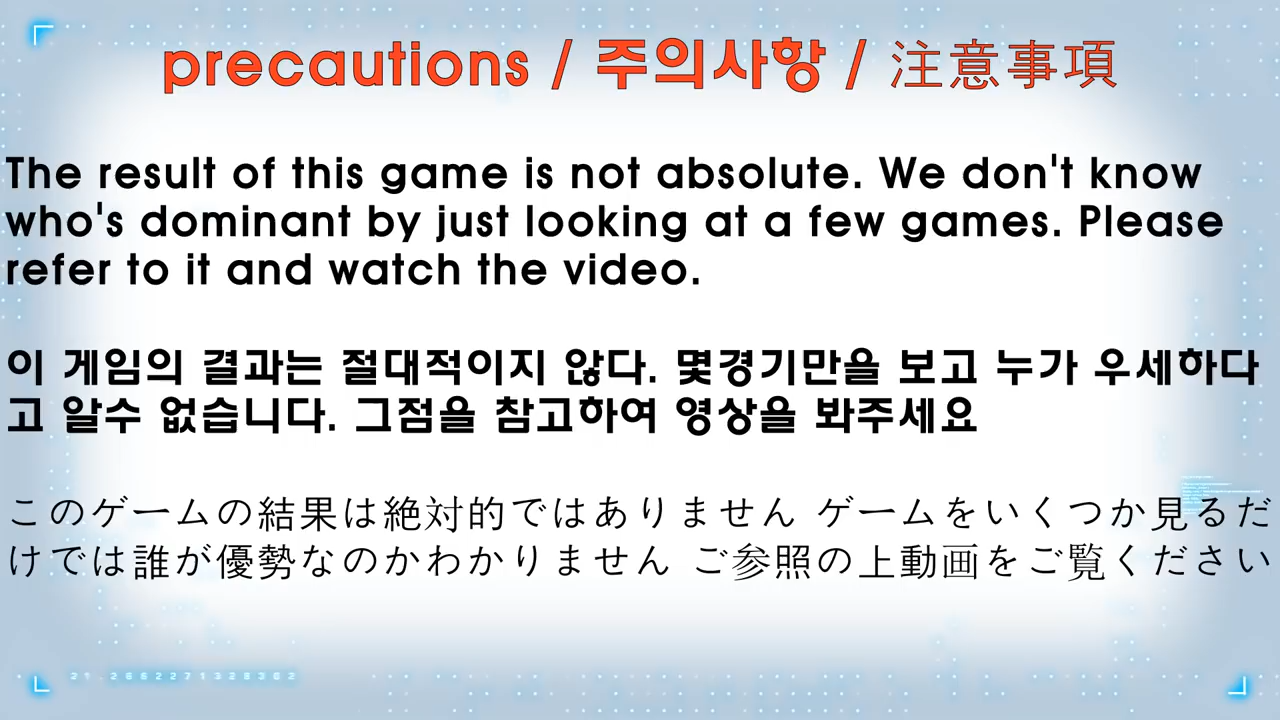 precautions / 주의사항 / 注意事項
The result of this game is not absolute. We don't know
who's dominant by just looking at a few games. Please
refer to it and watch the video.
이 게임의 결과는 절대적이지 않다. 몇경기만을 보고 누가 우세하다
고 알수 없습니다. 그점을 참고하여 영상을 봐주세요
このゲームの結果は絶対的ではありません ゲームをいくつか見るだ
けでは誰が優勢なのかわかりません ご参照の上動画をご覧ください